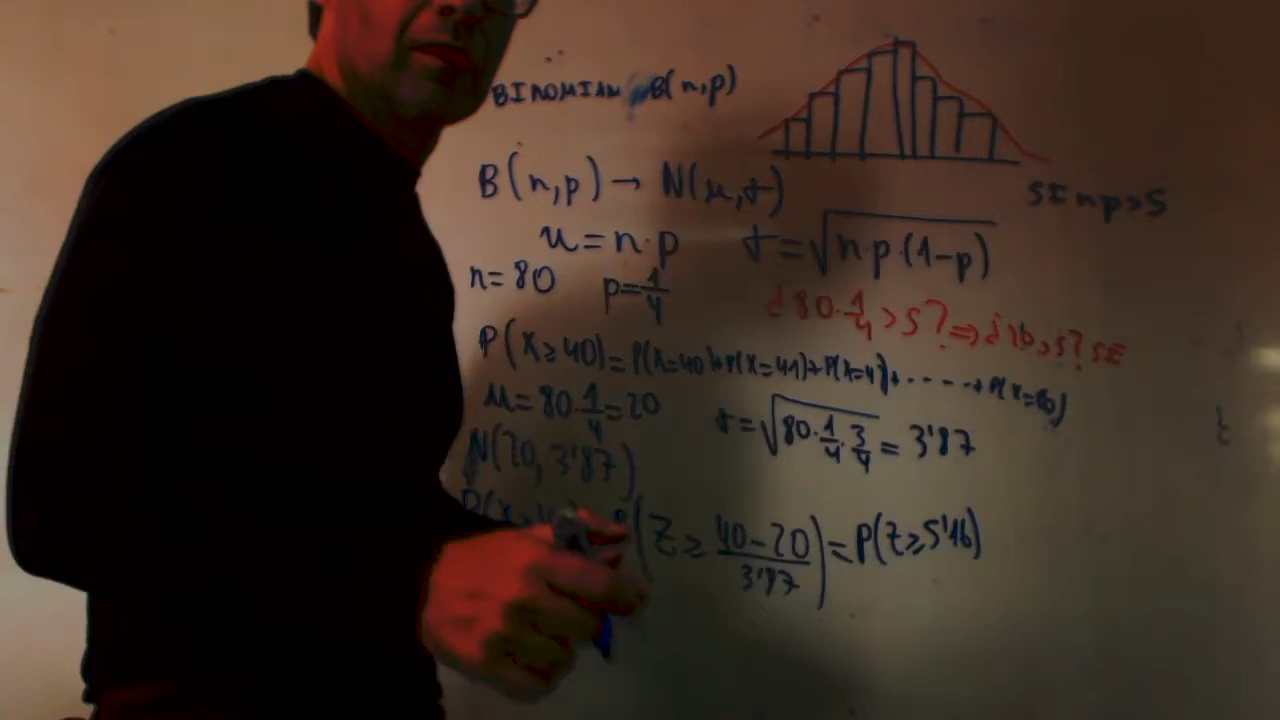 BINOMIAL B(n,p)
B(n,p) → N(μ,σ)
SI np>5
μ=n·p σ=√n·p·(1-p)
n=80 p=1/4
¿80·1/4>5?⇒¿20>5? SI
P(X≥40)=P(X=40)+P(X=41)+P(X=4)+·····+P(X=80)
μ=80·1/4=20 σ=√80·1/4·3/4=3'87
N(20,3'87)
P(Z≥40-20/3'87)=P(Z≥5'16)